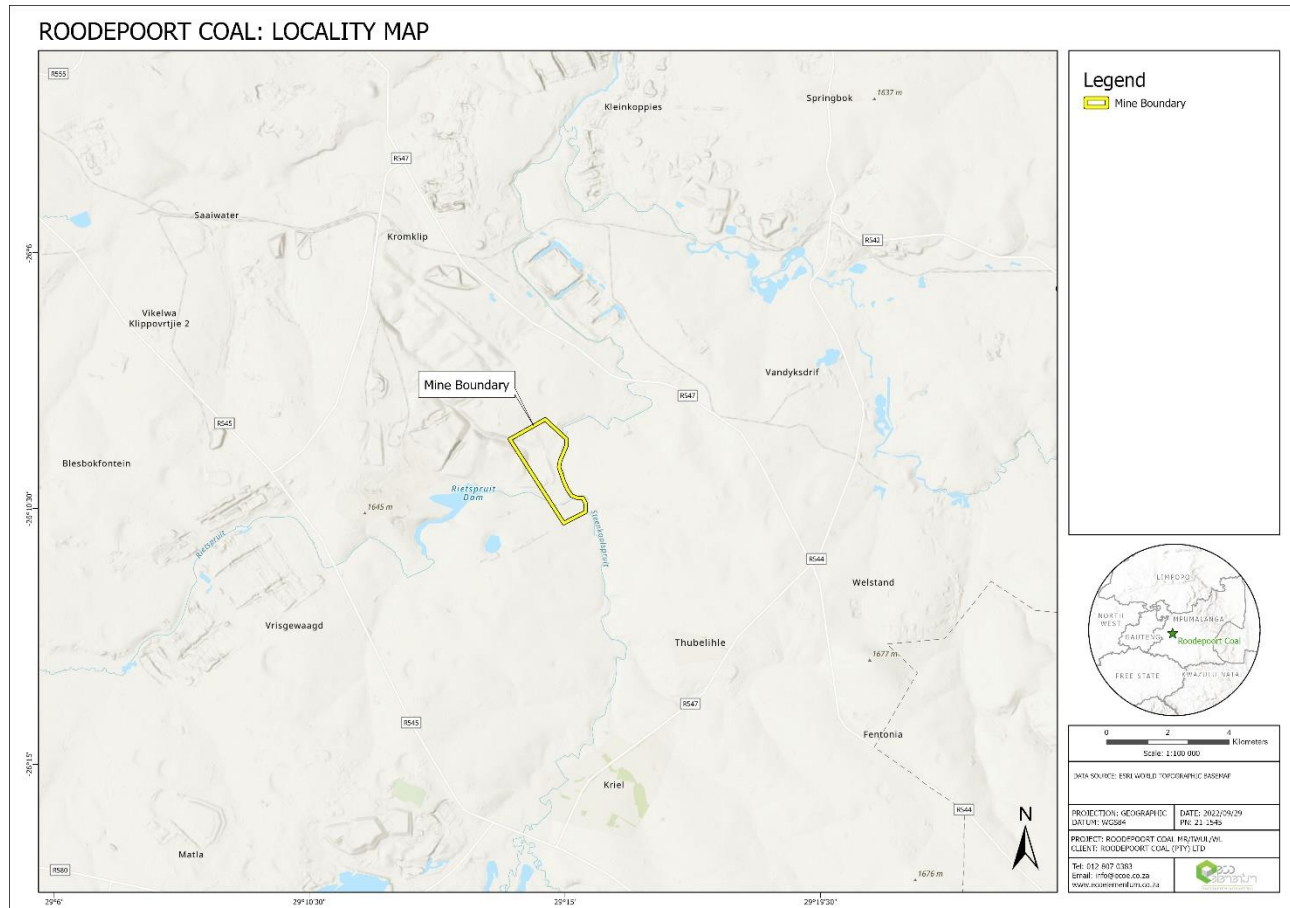 ROODEPOORT COAL: LOCALITY MAP
R555
Kleinkoppies
Springbok
1637 m
R547
Saaiwater
Kromklip
R542
-26°6
Vikelwa
Klippovrtjie 2
Vandyksdrif
Mine Boundary
R547
R545
Blesbokfontein
Rietspruit
Dam
1645 m
-26°10.30
Steenkoolspruit
Rietspruit
R544
Welstand
Vrisgewaagd
Thubelihle
1677 m
R547
R545
Fentonia
-26°15
Kriel
R544
Matla
R580
1676 m
N
29°6
29°10.30
29°15
29°19.30
Legend
Mine Boundary
LIMPOPO
NORTH
WEST
MPUMALANGA
GAUTENG
Roodepoort Coal
FREE STATE
KWAZULU-NATA
0 2 4
Kilometers
Scale: 1:100 000
DATA SOURCE: ESRI WORLD TOPOGRAPHIC BASEMAP
PROJECTION: GEOGRAPHIC
DATUM: WGS84
DATE: 2022/09/29
PN: 21-1545
PROJECT: ROODEPOORT COAL MR/IWUL/WL
CLIENT: ROODEPOORT COAL (PTY) LTD
Tel: 012 807 0383
Email: info@ecoe.co.za
www.ecoelementum.co.za
eco
elementum